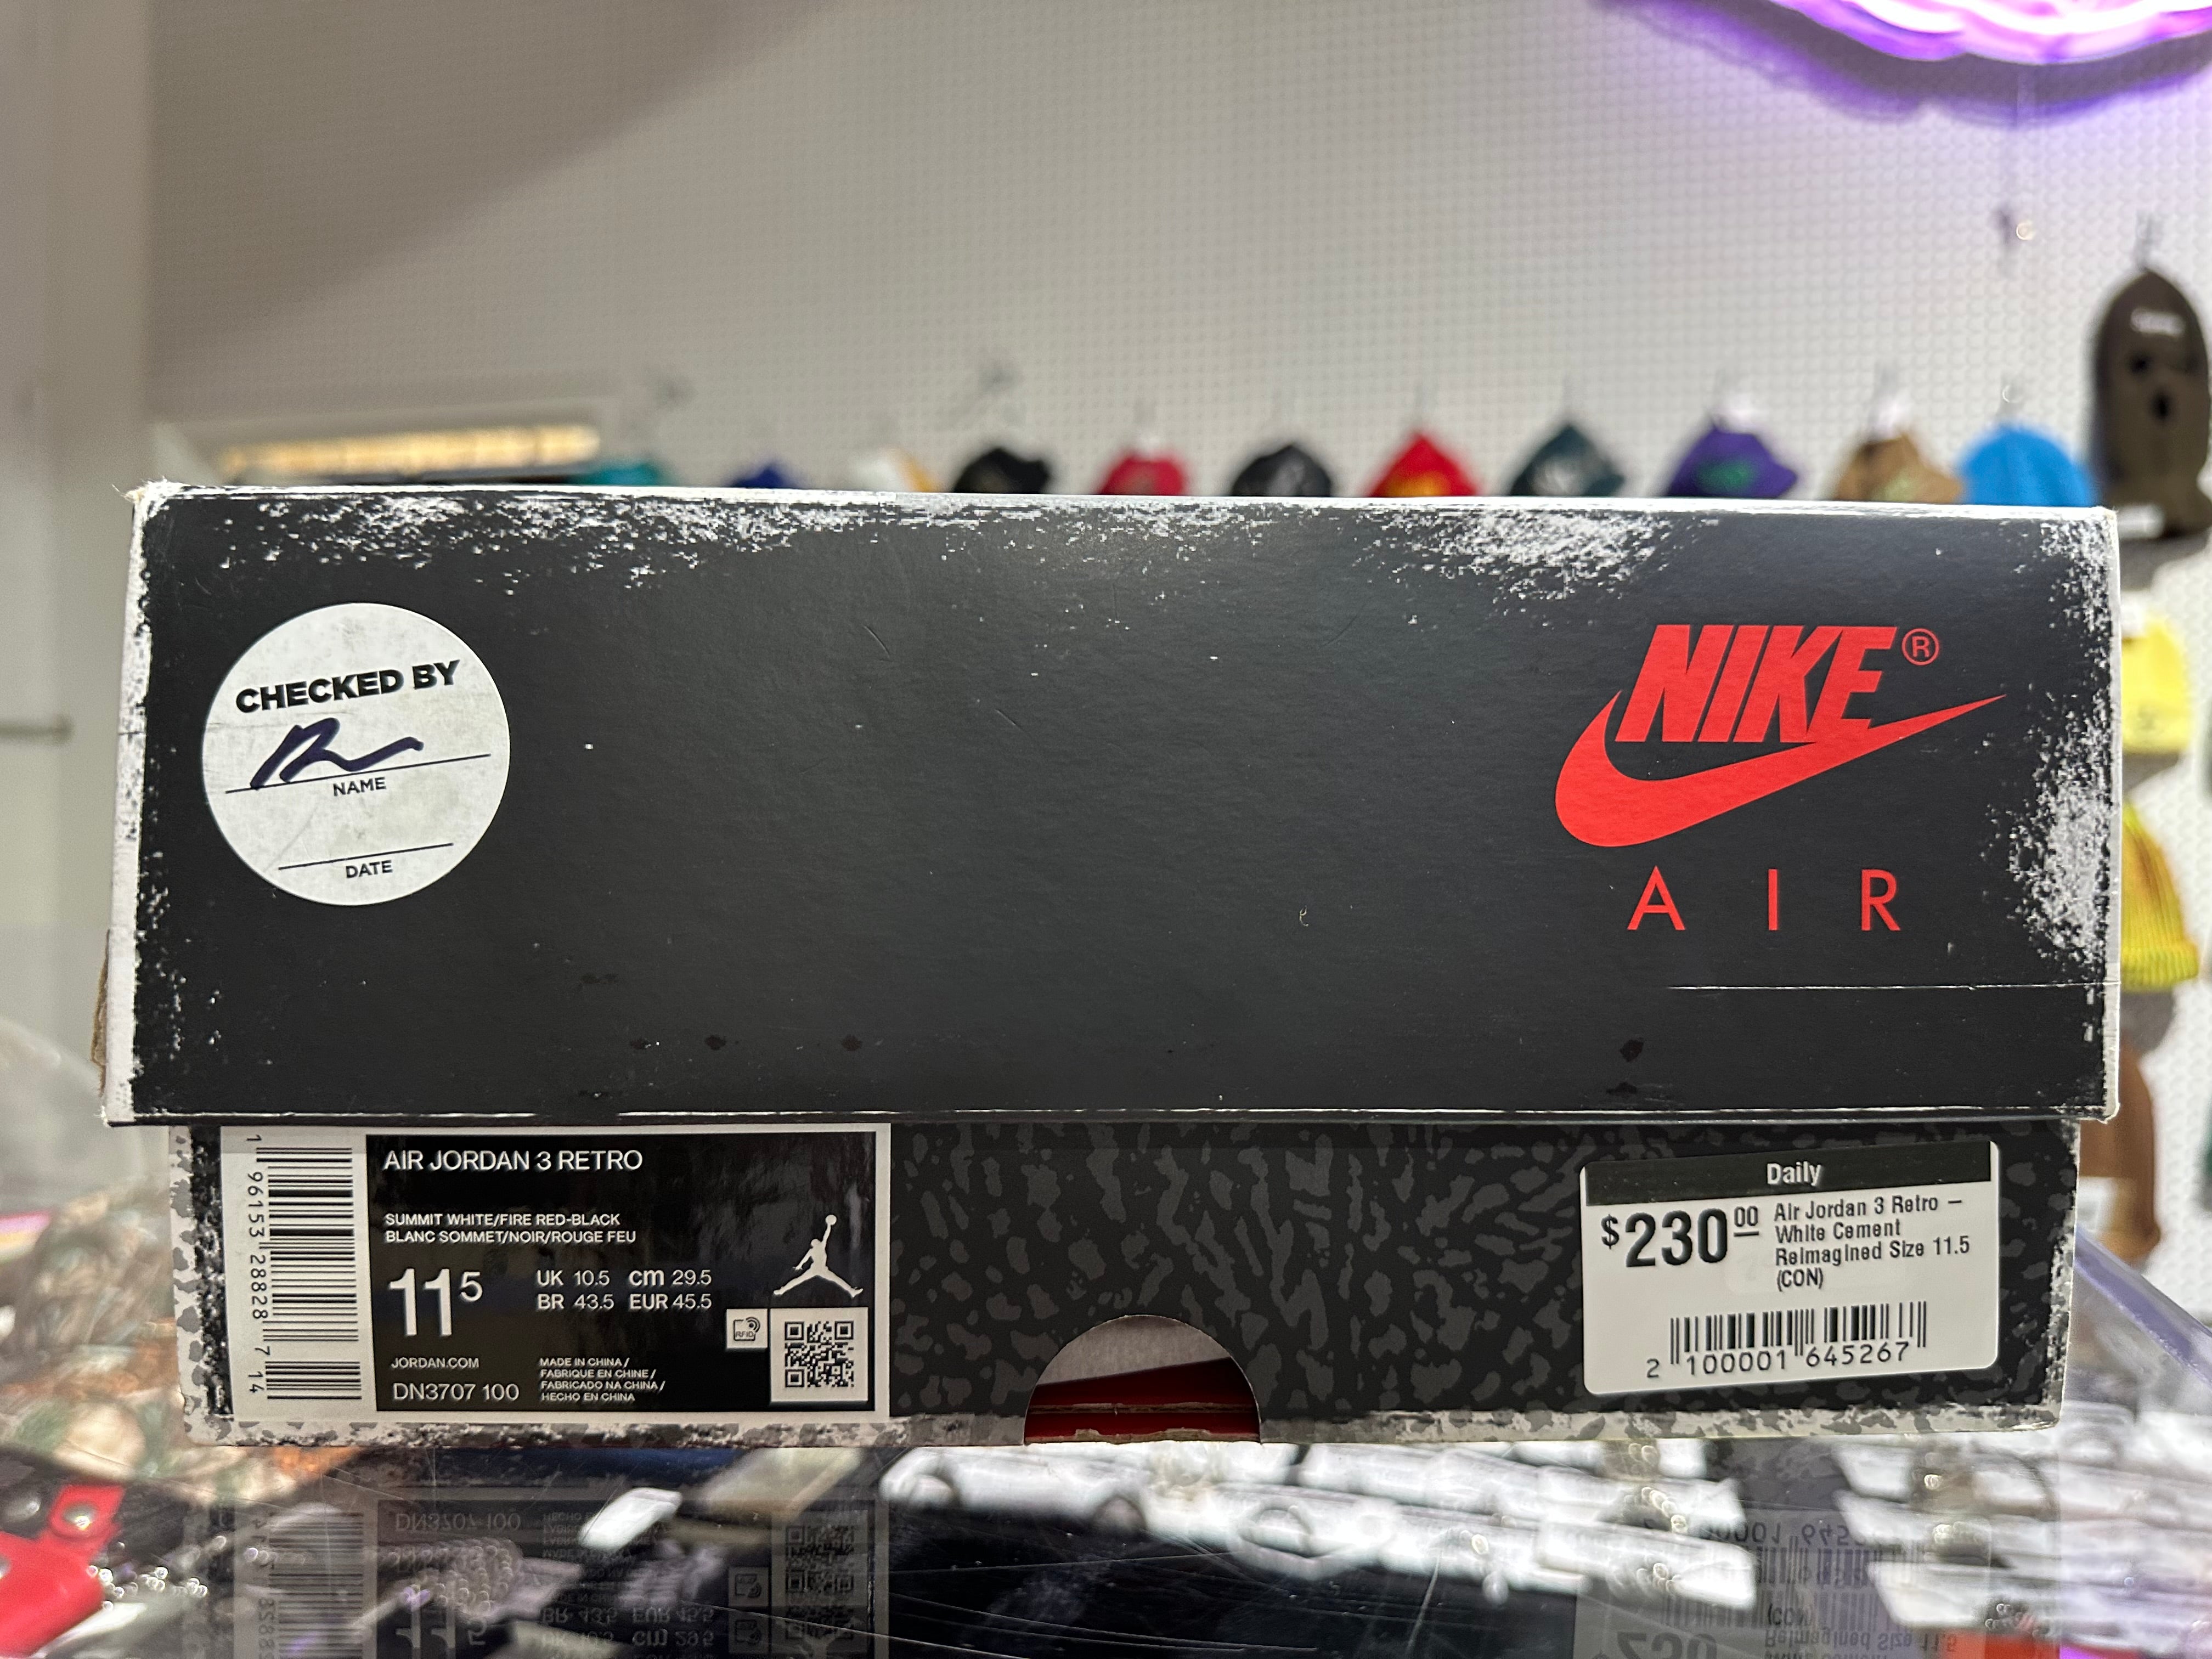 CHECKED BY
NAME
DATE
NIKE®
AIR
1 96153 28828 7 14
AIR JORDAN 3 RETRO
SUMMIT WHITE/FIRE RED-BLACK
BLANC SOMMET/NOIR/ROUGE FEU
11 5
UK 10.5 cm 29.5
BR 43.5 EUR 45.5
RFID
JORDAN.COM
DN3707 100
MADE IN CHINA /
FABRIQUE EN CHINE /
FABRICADO NA CHINA /
HECHO EN CHINA
Daily
$230 00
Air Jordan 3 Retro –
White Cement
Reimagined Size 11.5
(CON)
2 100001 645267